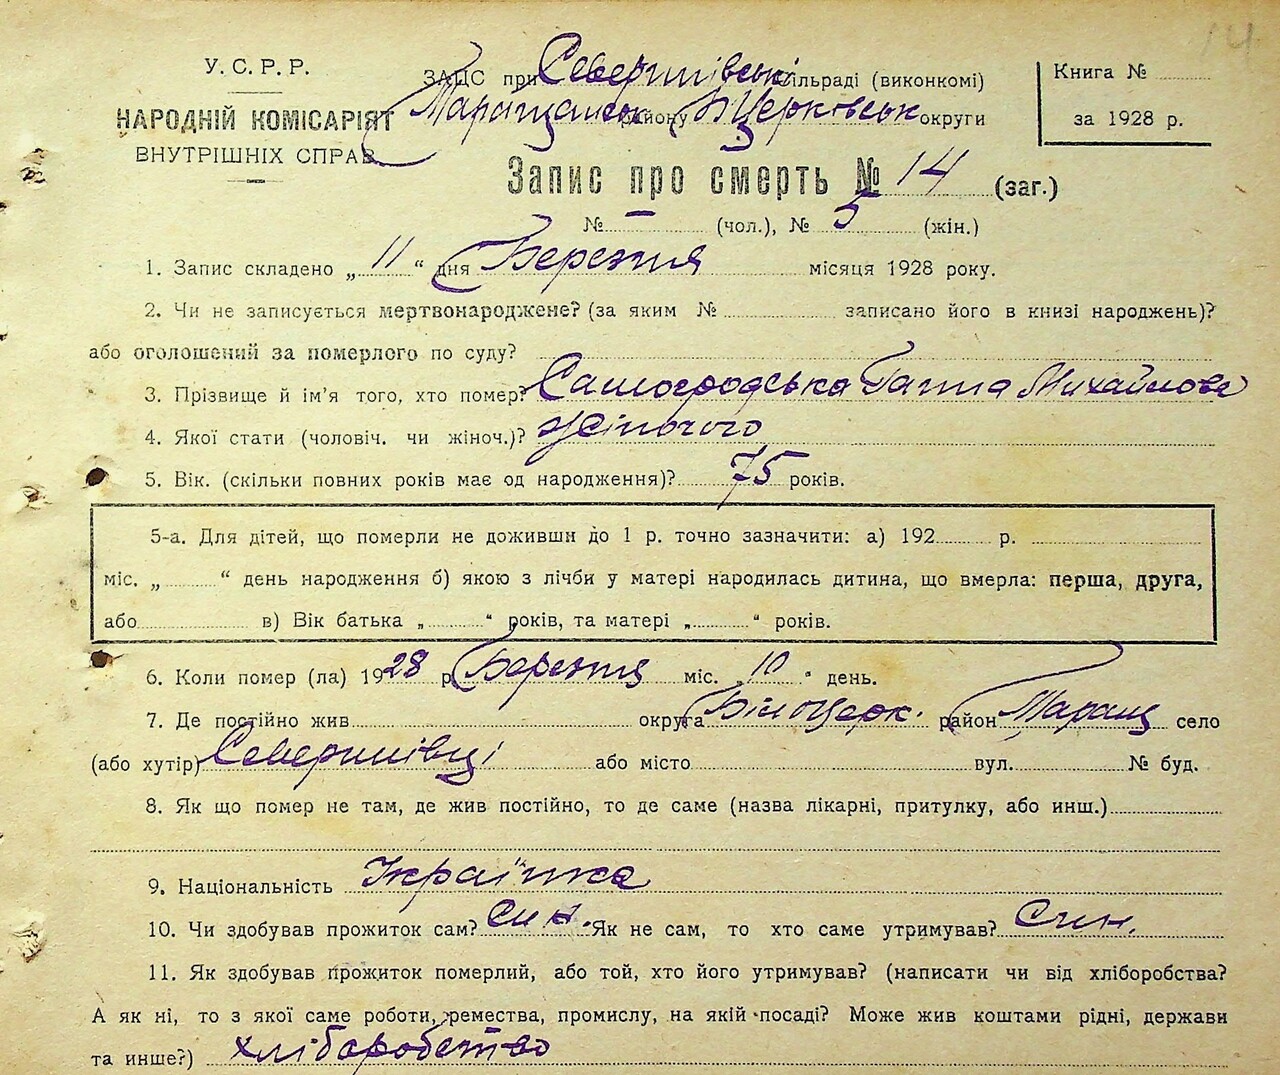 14
У.С.Р.Р.
НАРОДНІЙ КОМІСАРІЯТ
ВНУТРІШНІХ СПРАВ
ЗАЦС при Северинівські сільраді (виконкомі)
Таращанськ району БЦерківськ округи
Книга №
за 1928 р.
Запис про смерть № 14 (заг.)
№ – (чол.), № 5 (жін.)
1. Запис складено „ 11 “ дня Березня місяця 1928 року.
2. Чи не записується мертвонароджене? (за яким № записано його в книзі народжень)?
або оголошений за померлого по суду?
3. Прізвище й ім'я того, хто помер? Самогродська Ганна Михайлова
4. Якої стати (чоловіч. чи жіноч.)? жіночого
5. Вік. (скільки повних років має од народження)? 75 років.
5-а. Для дітей, що померли не доживши до 1 р. точно зазначити: а) 192 р.
міс. „ “ день народження б) якою з лічби у матері народилась дитина, що вмерла: перша, друга,
або в) Вік батька „ “ років, та матері „ “ років.
6. Коли помер (ла) 1928 р. Березня міс. „ 10 “ день.
7. Де постійно жив округа Білоцерк. район Таращ село
(або хутір) Северинівці або місто вул. № буд.
8. Як що помер не там, де жив постійно, то де саме (назва лікарні, притулку, або инш.)
9. Національність Українка
10. Чи здобував прожиток сам? Син. Як не сам, то хто саме утримував? Син.
11. Як здобував прожиток померлий, або той, хто його утримував? (написати чи від хліборобства?
А як ні, то з якої саме роботи, ремества, промислу, на якій посаді? Може жив коштами рідні, держави
та инше?) хліборобство